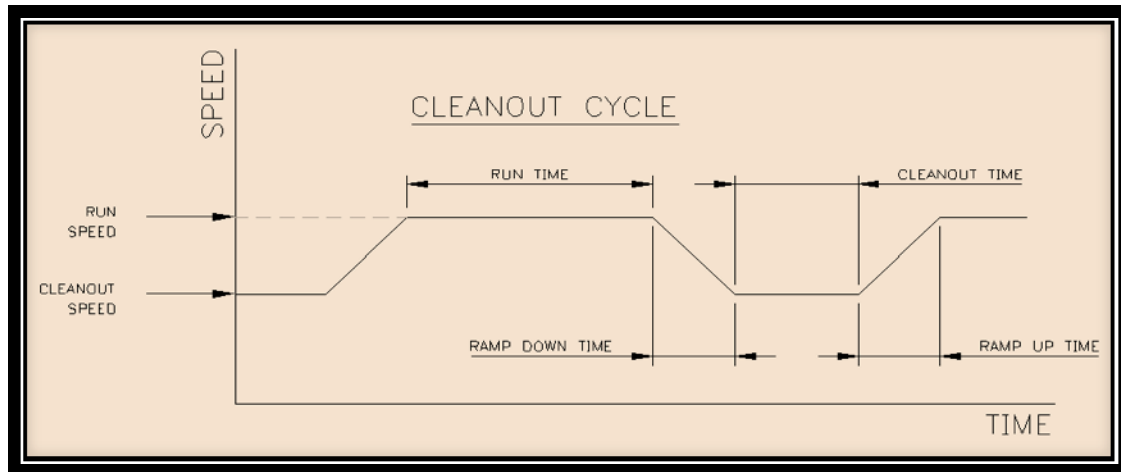 SPEED
CLEANOUT CYCLE
RUN TIME
CLEANOUT TIME
RUN
SPEED
CLEANOUT
SPEED
RAMP DOWN TIME
RAMP UP TIME
TIME